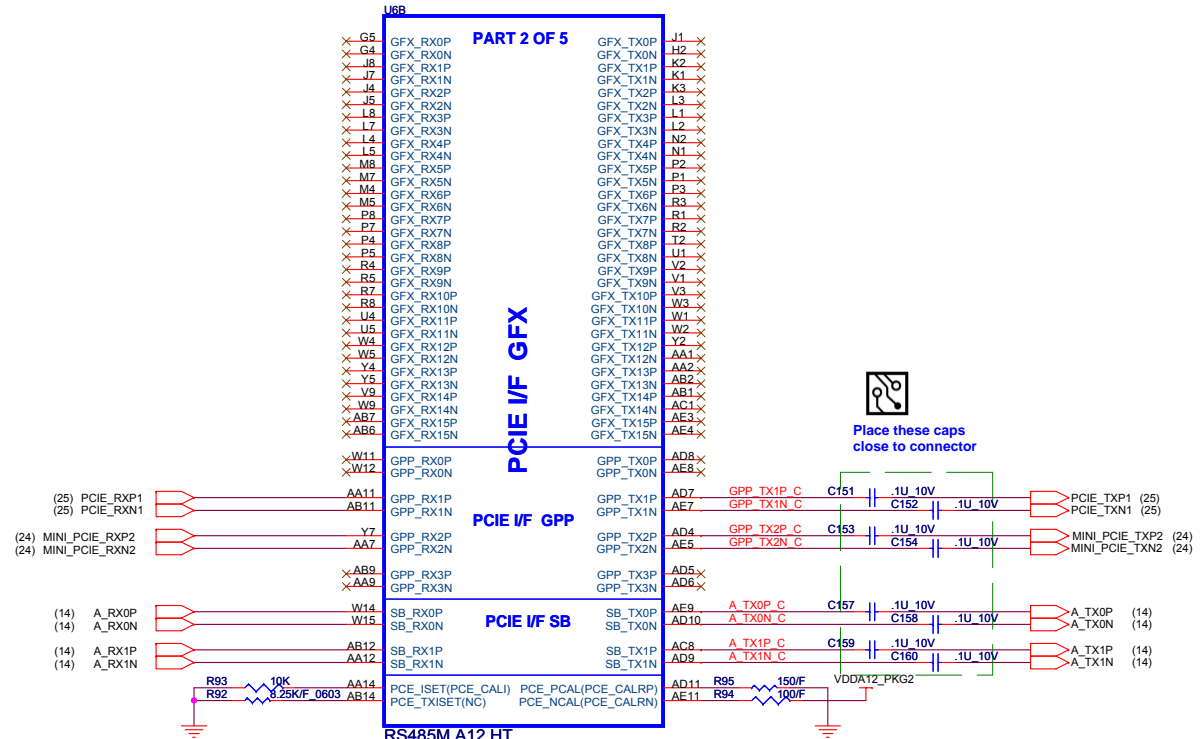 U6B
PART 2 OF 5
G5 GFX_RX0P GFX_TX0P J1
G4 GFX_RX0N GFX_TX0N H2
J8 GFX_RX1P GFX_TX1P K2
J7 GFX_RX1N GFX_TX1N K1
J4 GFX_RX2P GFX_TX2P K3
J5 GFX_RX2N GFX_TX2N L3
L8 GFX_RX3P GFX_TX3P L1
L7 GFX_RX3N GFX_TX3N L2
L4 GFX_RX4P GFX_TX4P N2
L5 GFX_RX4N GFX_TX4N N1
M8 GFX_RX5P GFX_TX5P P2
M7 GFX_RX5N GFX_TX5N P1
M4 GFX_RX6P GFX_TX6P P3
M5 GFX_RX6N GFX_TX6N R3
P8 GFX_RX7P GFX_TX7P R1
P7 GFX_RX7N GFX_TX7N R2
P4 GFX_RX8P GFX_TX8P T2
P5 GFX_RX8N GFX_TX8N U1
R4 GFX_RX9P GFX_TX9P V2
R5 GFX_RX9N GFX_TX9N V1
R7 GFX_RX10P GFX_TX10P V3
R8 GFX_RX10N GFX_TX10N W3
U4 GFX_RX11P GFX_TX11P W1
U5 GFX_RX11N GFX_TX11N W2
W4 GFX_RX12P GFX_TX12P Y2
W5 GFX_RX12N GFX_TX12N AA1
Y4 GFX_RX13P GFX_TX13P AA2
Y5 GFX_RX13N GFX_TX13N AB2
V9 GFX_RX14P GFX_TX14P AB1
W9 GFX_RX14N GFX_TX14N AC1
AB7 GFX_RX15P GFX_TX15P AE3
AB6 GFX_RX15N GFX_TX15N AE4
PCIE I/F GFX
Place these caps
close to connector
W11 GPP_RX0P GPP_TX0P AD8
W12 GPP_RX0N GPP_TX0N AE8
(25) PCIE_RXP1 AA11 GPP_RX1P GPP_TX1P AD7 GPP_TX1P_C C151 .1U_10V PCIE_TXP1 (25)
(25) PCIE_RXN1 AB11 GPP_RX1N GPP_TX1N AE7 GPP_TX1N_C C152 .1U_10V PCIE_TXN1 (25)
PCIE I/F GPP
(24) MINI_PCIE_RXP2 Y7 GPP_RX2P GPP_TX2P AD4 GPP_TX2P_C C153 .1U_10V MINI_PCIE_TXP2 (24)
(24) MINI_PCIE_RXN2 AA7 GPP_RX2N GPP_TX2N AE5 GPP_TX2N_C C154 .1U_10V MINI_PCIE_TXN2 (24)
AB9 GPP_RX3P GPP_TX3P AD5
AA9 GPP_RX3N GPP_TX3N AD6
(14) A_RX0P W14 SB_RX0P SB_TX0P AE9 A_TX0P_C C157 .1U_10V A_TX0P (14)
(14) A_RX0N W15 SB_RX0N SB_TX0N AD10 A_TX0N_C C158 .1U_10V A_TX0N (14)
PCIE I/F SB
(14) A_RX1P AB12 SB_RX1P SB_TX1P AC8 A_TX1P_C C159 .1U_10V A_TX1P (14)
(14) A_RX1N AA12 SB_RX1N SB_TX1N AD9 A_TX1N_C C160 .1U_10V A_TX1N (14)
R93 10K AA14 PCE_ISET(PCE_CALI) PCE_PCAL(PCE_CALRP) AD11 R95 150/F VDDA12_PKG2
R92 8.25K/F_0603 AB14 PCE_TXISET(NC) PCE_NCAL(PCE_CALRN) AE11 R94 100/F
RS485M A12 HT